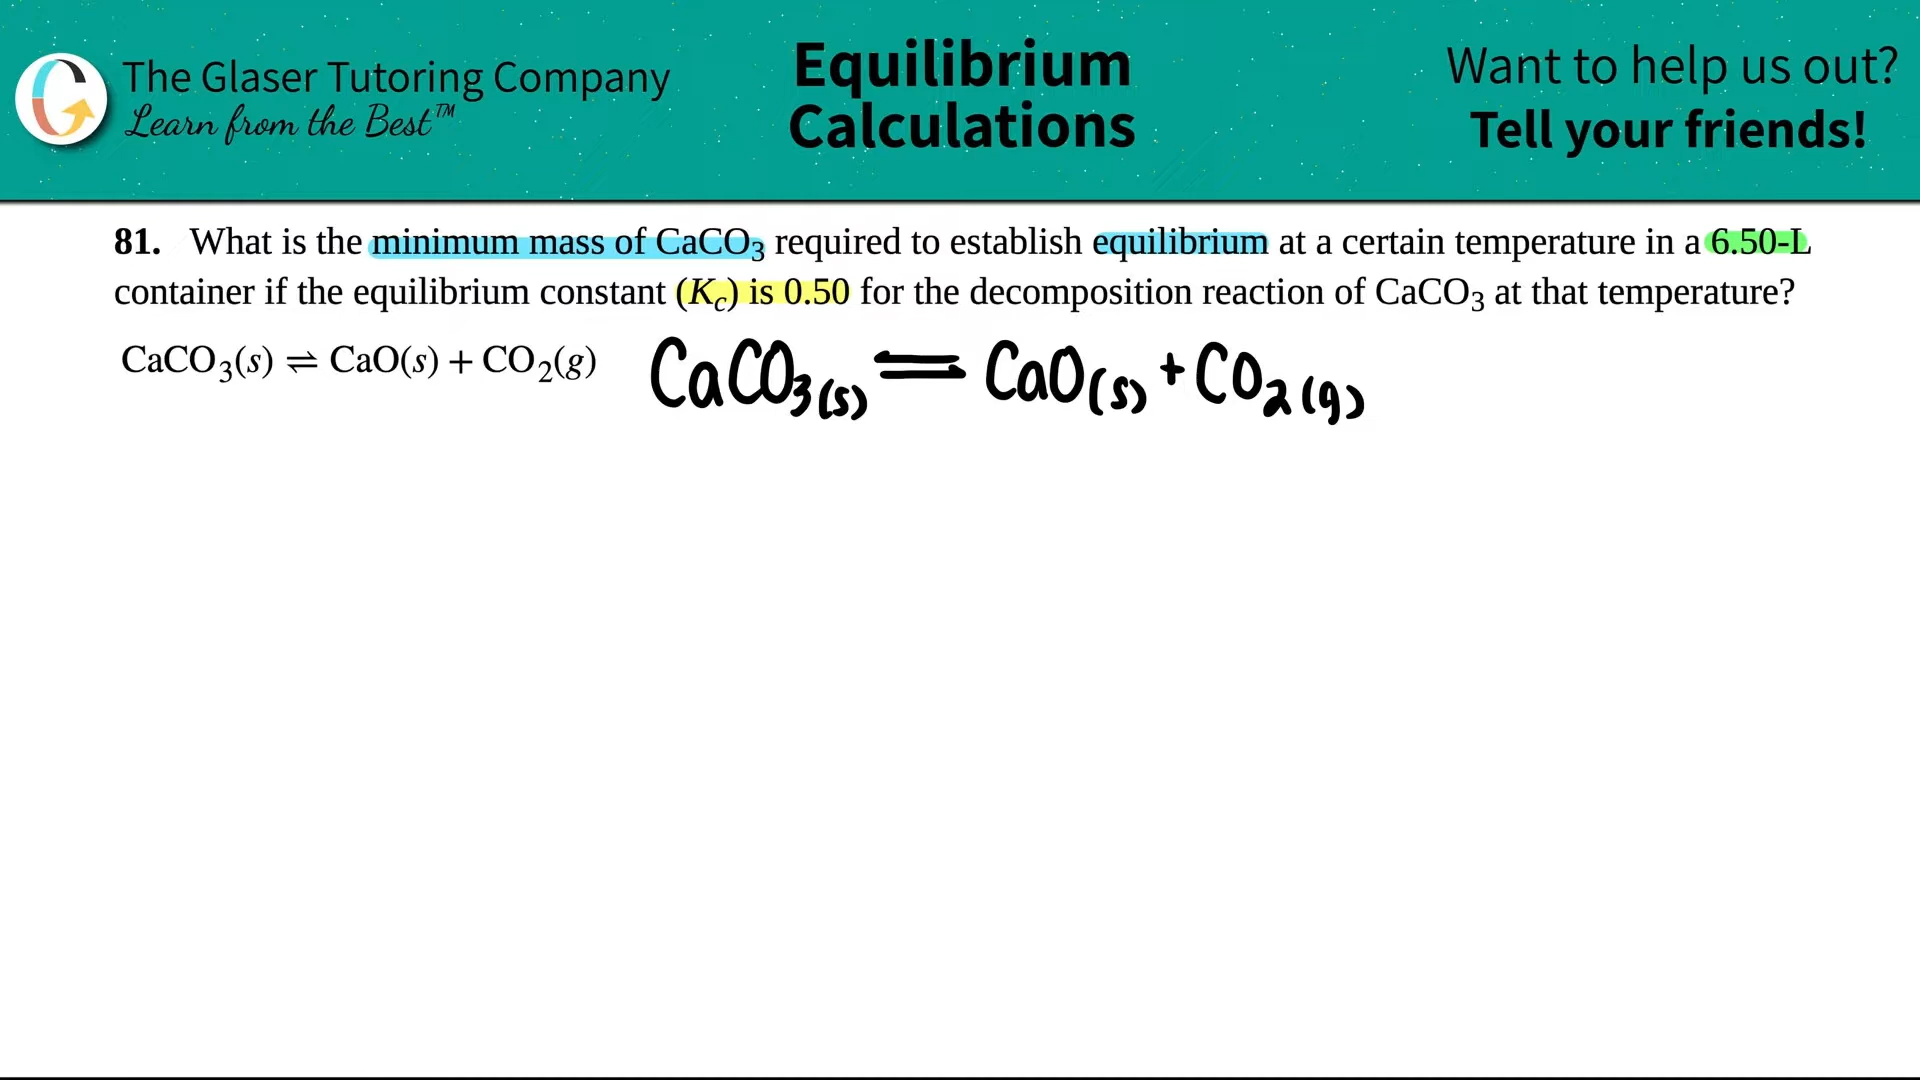 The Glaser Tutoring Company
Learn from the Best™
Equilibrium
Calculations
Want to help us out?
Tell your friends!
81. What is the minimum mass of CaCO₃ required to establish equilibrium at a certain temperature in a 6.50-L
container if the equilibrium constant (K꜀) is 0.50 for the decomposition reaction of CaCO₃ at that temperature?
CaCO₃(s) ⇌ CaO(s) + CO₂(g)
CaCO₃(s) = CaO(s) + CO₂(g)